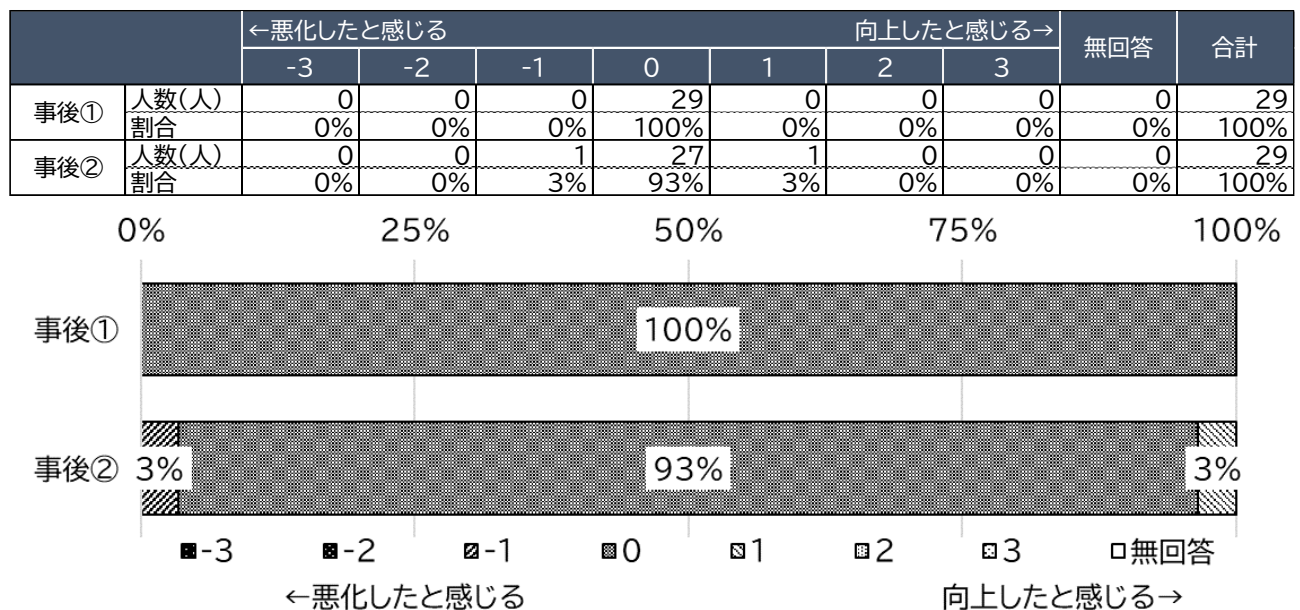 ←悪化したと感じる 向上したと感じる→ 無回答 合計
-3 -2 -1 0 1 2 3
事後① 人数(人) 0 0 0 29 0 0 0 0 29
割合 0% 0% 0% 100% 0% 0% 0% 0% 100%
事後② 人数(人) 0 0 1 27 1 0 0 0 29
割合 0% 0% 3% 93% 3% 0% 0% 0% 100%
0% 25% 50% 75% 100%
事後① 100%
事後② 3% 93% 3%
-3 -2 -1 0 1 2 3 無回答
←悪化したと感じる 向上したと感じる→